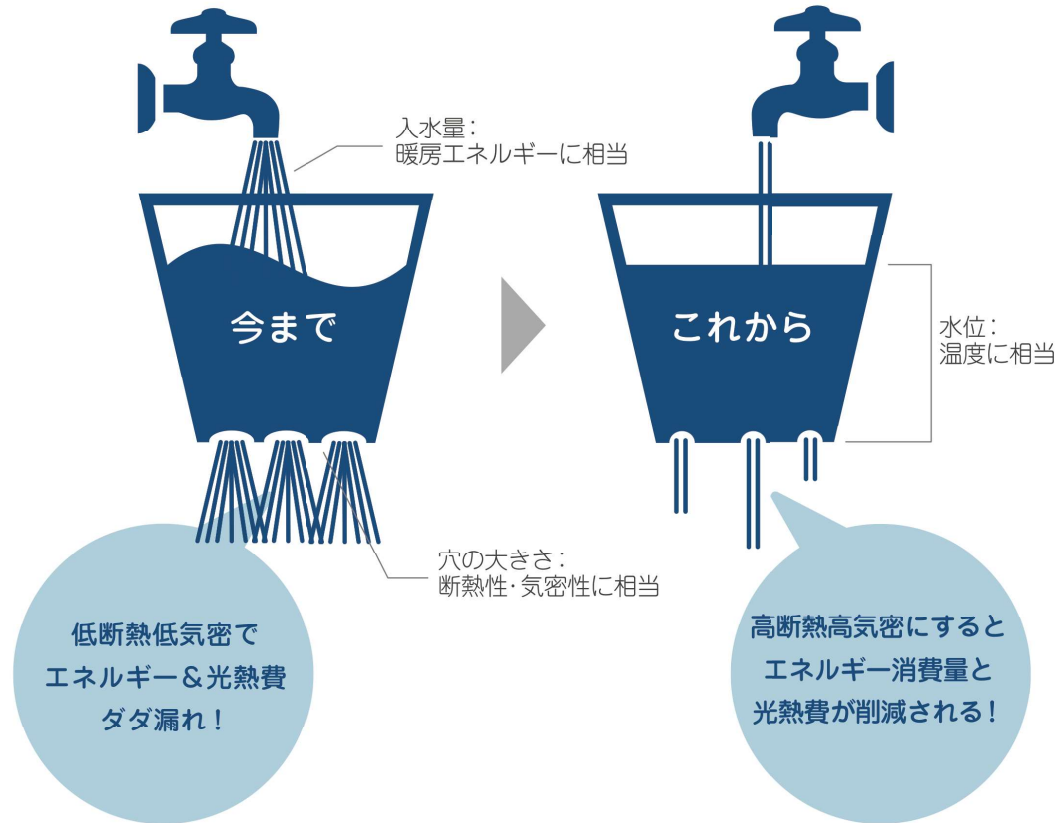 入水量：
暖房エネルギーに相当
今まで
これから
水位：
温度に相当
穴の大きさ：
断熱性・気密性に相当
低断熱低気密で
エネルギー＆光熱費
ダダ漏れ！
高断熱高気密にすると
エネルギー消費量と
光熱費が削減される！